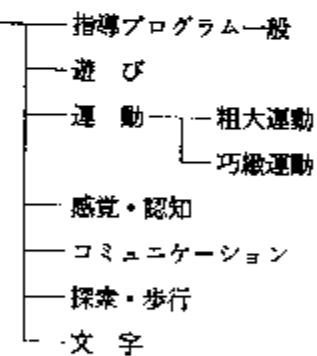 指導プログラム一般
遊び
運動
粗大運動
巧緻運動
感覚・認知
コミュニケーション
探索・歩行
文字